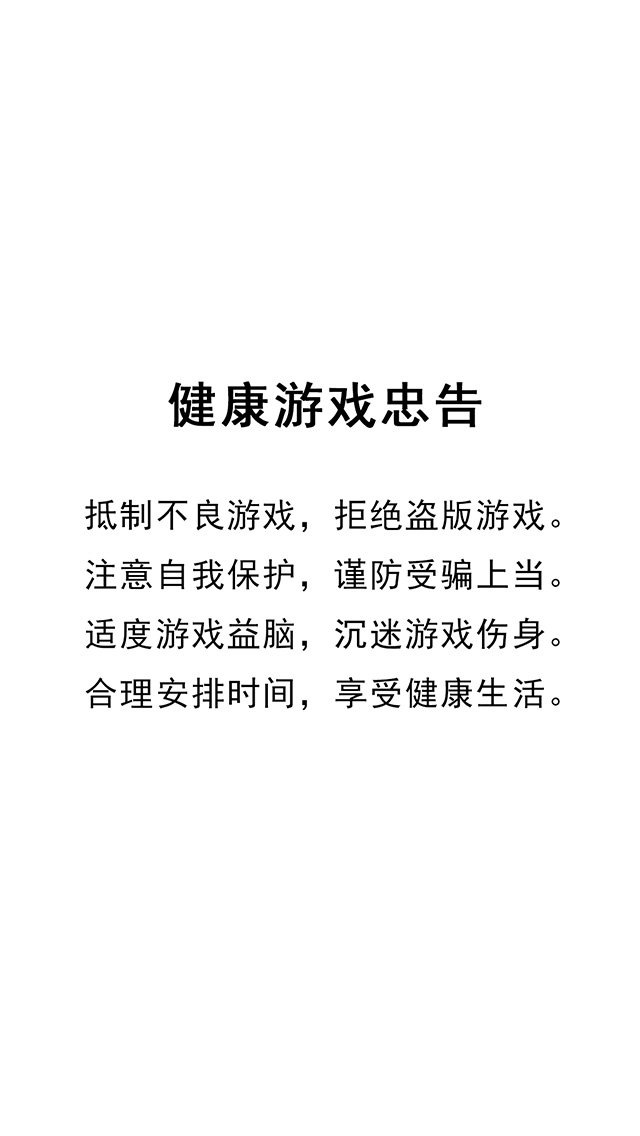 健康游戏忠告
抵制不良游戏，拒绝盗版游戏。
注意自我保护，谨防受骗上当。
适度游戏益脑，沉迷游戏伤身。
合理安排时间，享受健康生活。